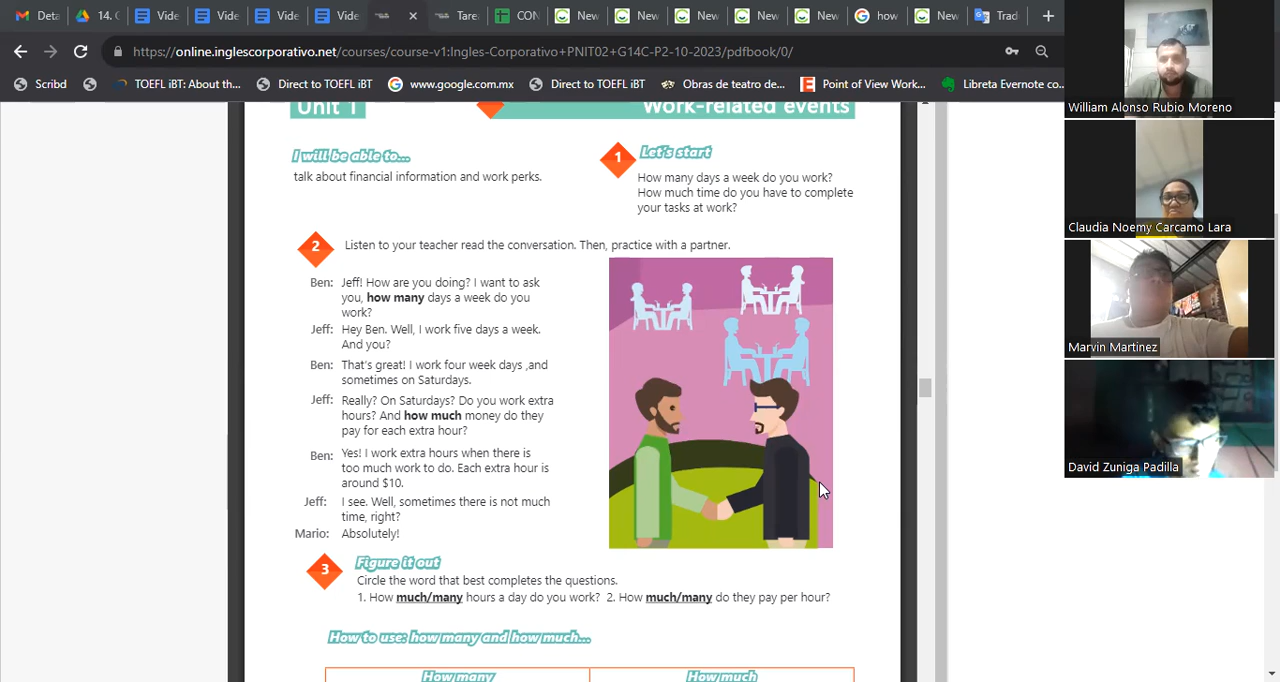 Deta
14. C
Vide
Vide
Vide
Vide
Tare
CON
New
New
New
New
New
how
New
Trad
https://online.inglescorporativo.net/courses/course-v1:Ingles-Corporativo+PNIT02+G14C-P2-10-2023/pdfbook/0/
Scribd
TOEFL iBT: About th...
Direct to TOEFL iBT
www.google.com.mx
Direct to TOEFL iBT
Obras de teatro de...
Point of View Work...
Libreta Evernote co...
Unit 1
Work-related events
I will be able to...
talk about financial information and work perks.
1
Let's start
How many days a week do you work?
How much time do you have to complete
your tasks at work?
2
Listen to your teacher read the conversation. Then, practice with a partner.
Ben: Jeff! How are you doing? I want to ask
you, how many days a week do you
work?
Jeff: Hey Ben. Well, I work five days a week.
And you?
Ben: That's great! I work four week days ,and
sometimes on Saturdays.
Jeff: Really? On Saturdays? Do you work extra
hours? And how much money do they
pay for each extra hour?
Ben: Yes! I work extra hours when there is
too much work to do. Each extra hour is
around $10.
Jeff: I see. Well, sometimes there is not much
time, right?
Mario: Absolutely!
3
Figure it out
Circle the word that best completes the questions.
1. How much/many hours a day do you work? 2. How much/many do they pay per hour?
How to use: how many and how much...
How many
How much
William Alonso Rubio Moreno
Claudia Noemy Carcamo Lara
Marvin Martinez
David Zuniga Padilla